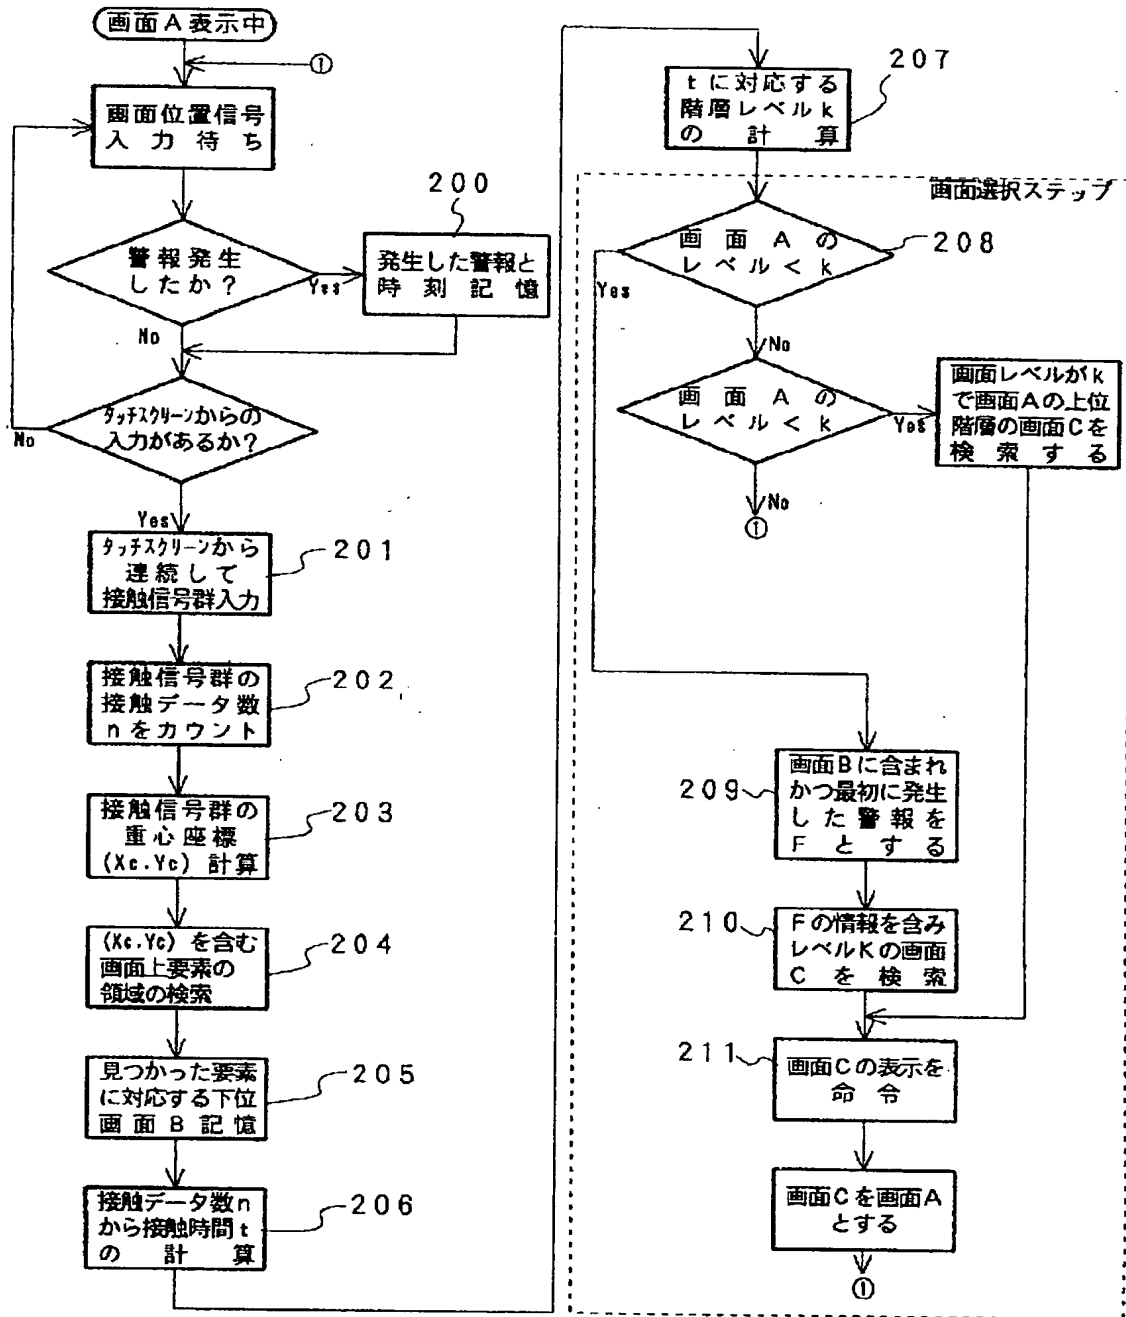 画面A表示中
①
画面位置信号
入力待ち
200
警報発生
したか？
Yes
発生した警報と
時刻記憶
No
タッチスクリーンからの
入力があるか？
No
Yes
タッチスクリーンから
連続して
接触信号群入力
201
接触信号群の
接触データ数
nをカウント
202
接触信号群の
重心座標
(Xc.Yc)計算
203
(Xc.Yc)を含む
画面上要素の
領域の検索
204
見つかった要素
に対応する下位
画面B記憶
205
接触データ数n
から接触時間t
の計算
206
tに対応する
階層レベルk
の計算
207
画面選択ステップ
画面Aの
レベル<k
208
Yes
No
画面Aの
レベル<k
Yes
画面レベルがk
で画面Aの上位
階層の画面Cを
検索する
No
①
209
画面Bに含まれ
かつ最初に発生
した警報を
Fとする
210
Fの情報を含み
レベルKの画面
Cを検索
211
画面Cの表示を
命令
画面Cを画面A
とする
①